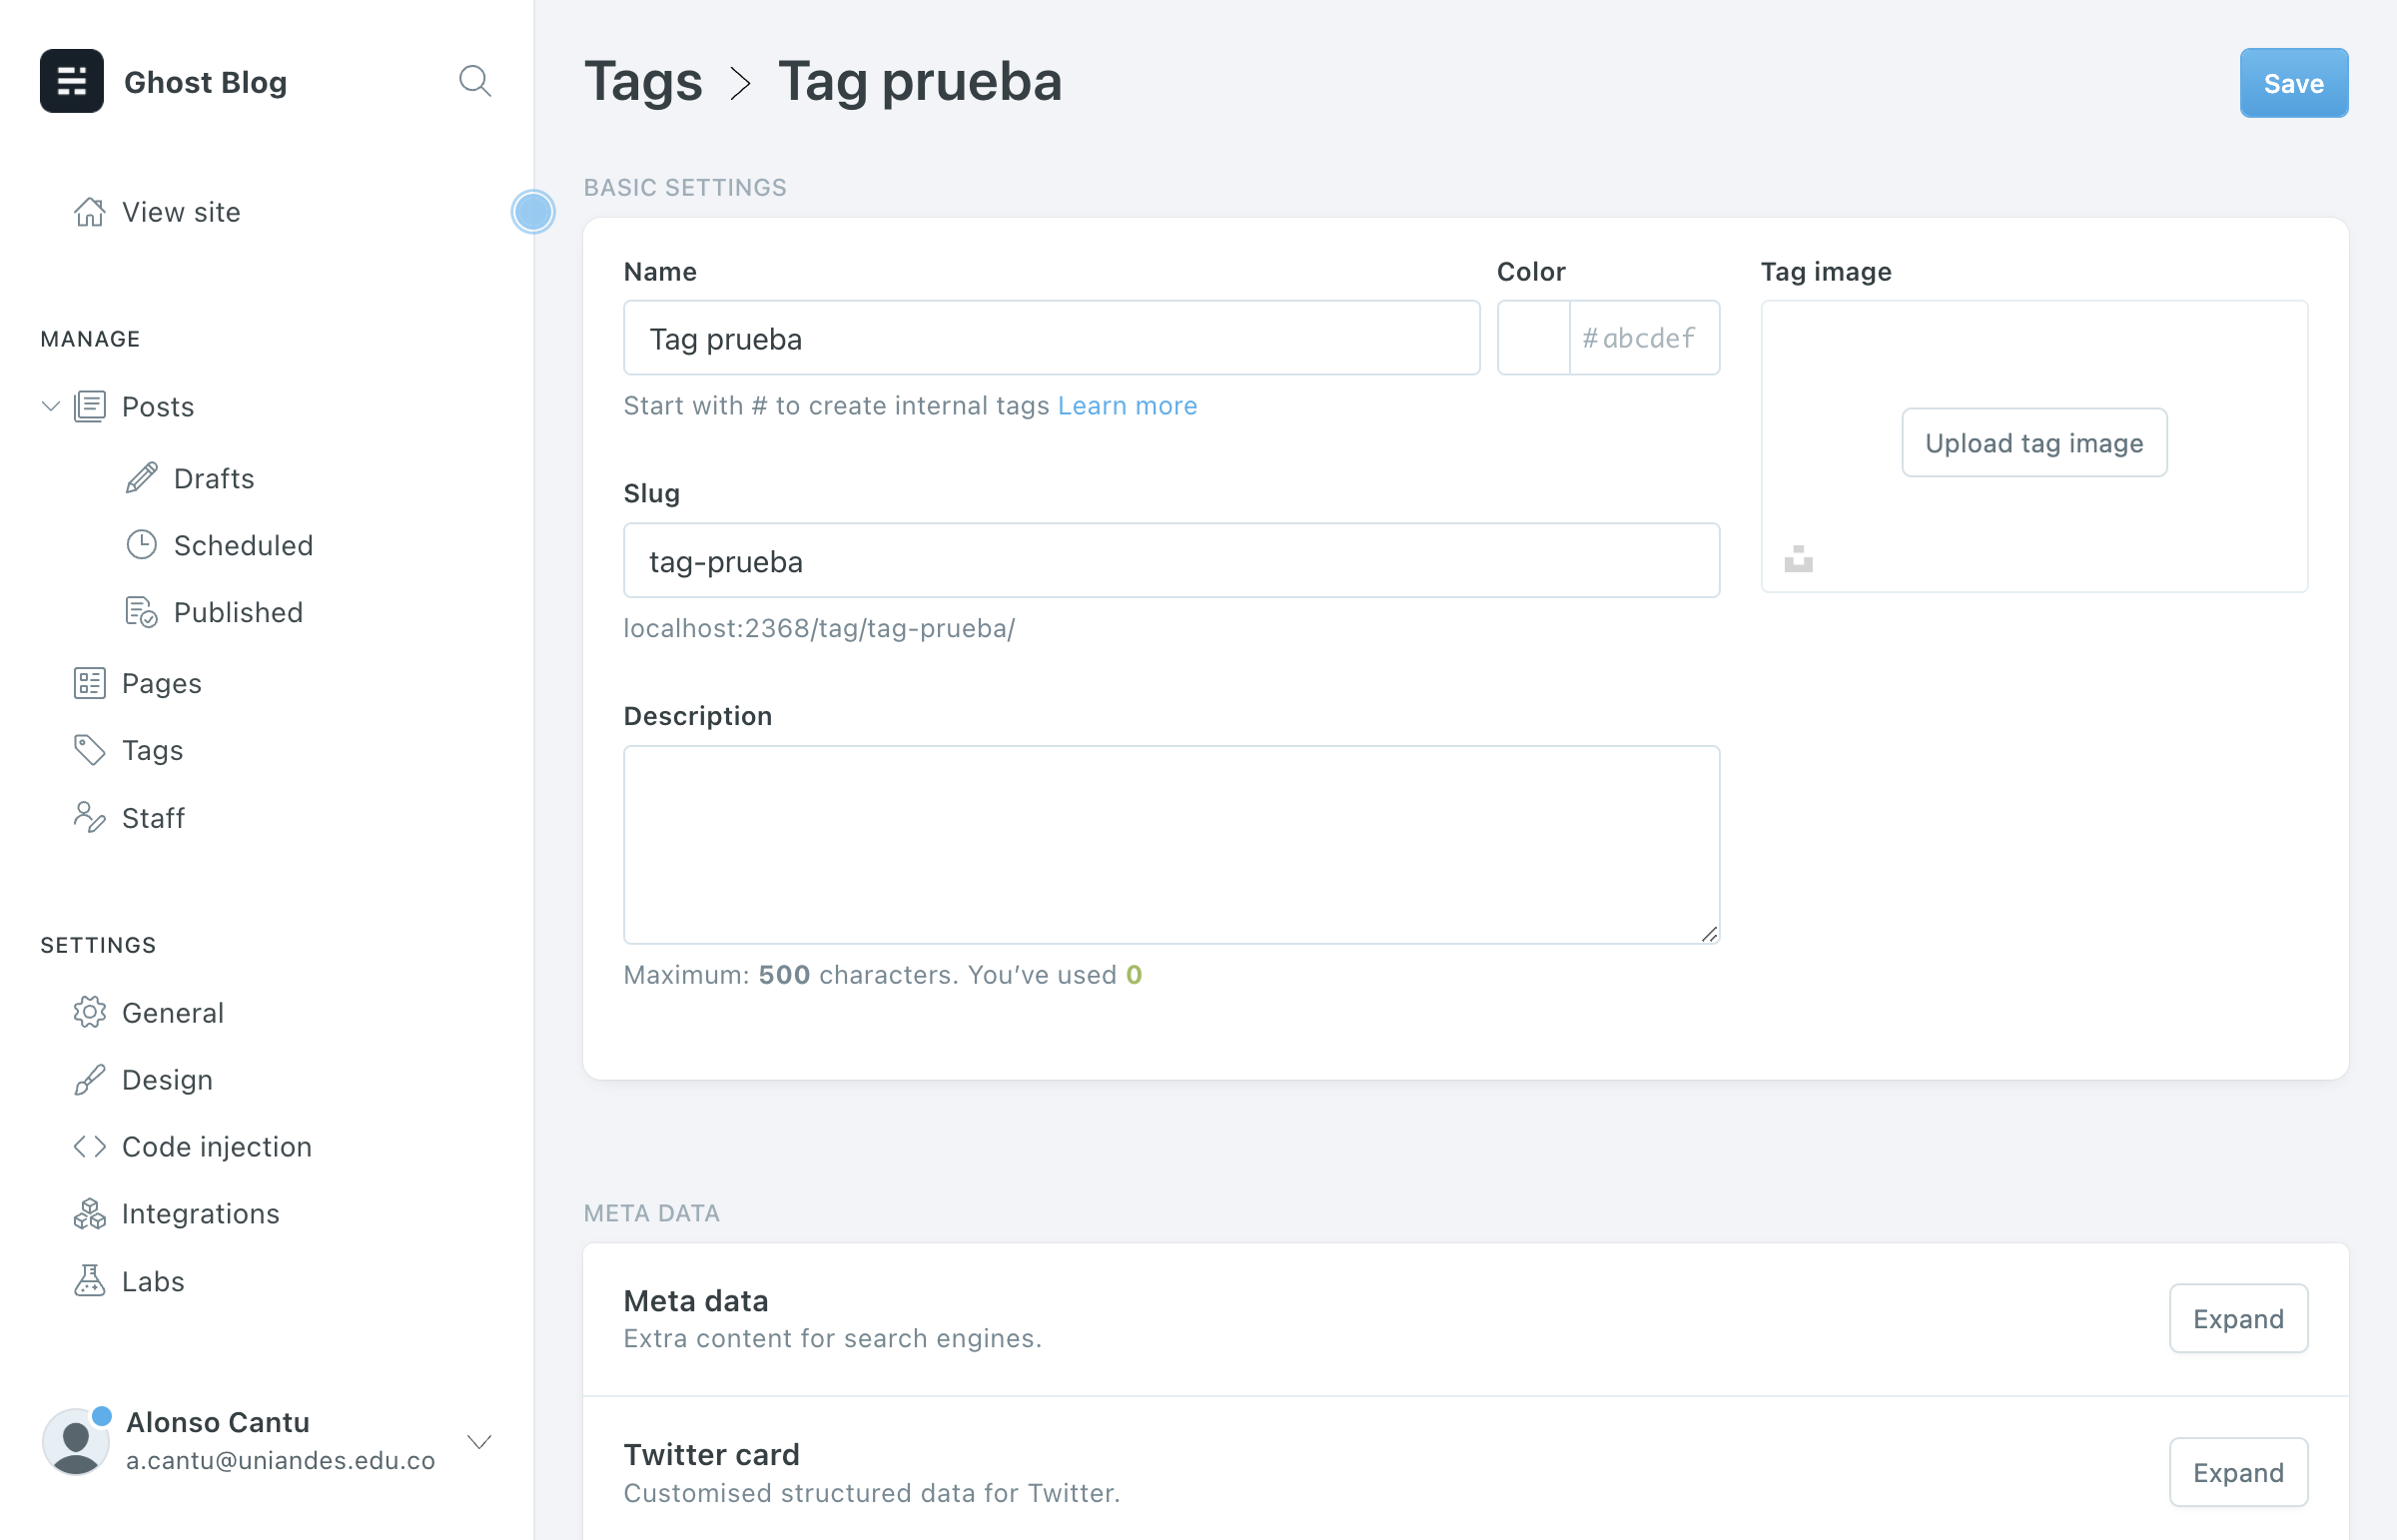 Ghost Blog
View site
MANAGE
Posts
Drafts
Scheduled
Published
Pages
Tags
Staff
SETTINGS
General
Design
Code injection
Integrations
Labs
Alonso Cantu
a.cantu@uniandes.edu.co
Tags > Tag prueba
Save
BASIC SETTINGS
Name
Tag prueba
Start with # to create internal tags Learn more
Color
#abcdef
Tag image
Upload tag image
Slug
tag-prueba
localhost:2368/tag/tag-prueba/
Description
Maximum: 500 characters. You’ve used 0
META DATA
Meta data
Extra content for search engines.
Expand
Twitter card
Customised structured data for Twitter.
Expand